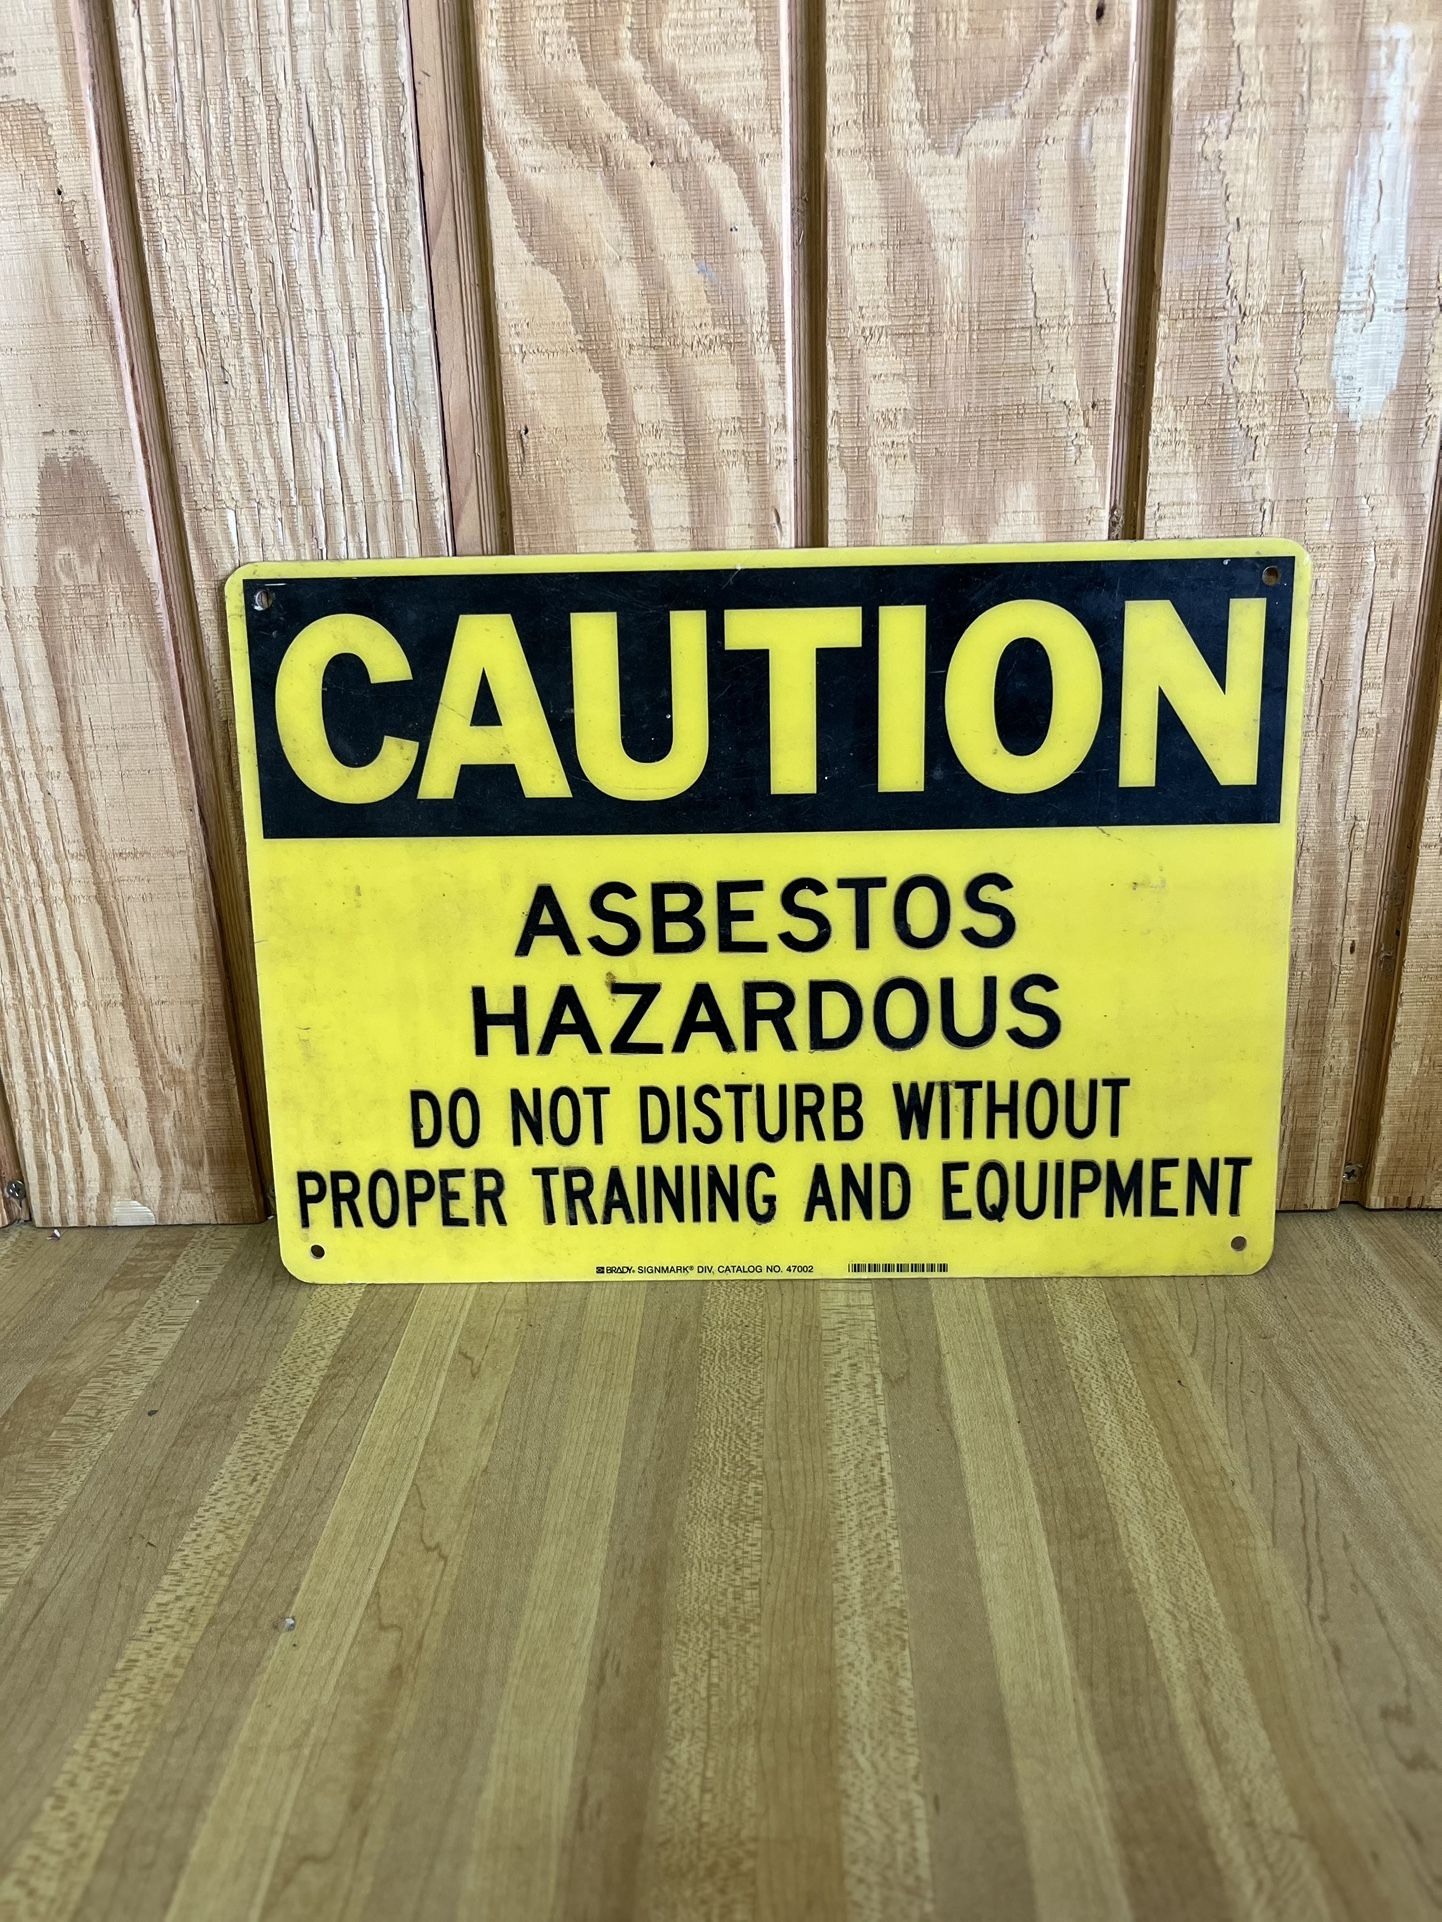 CAUTION
ASBESTOS
HAZARDOUS
DO NOT DISTURB WITHOUT
PROPER TRAINING AND EQUIPMENT
BRADY® SIGNMARK® DIV, CATALOG NO. 47002